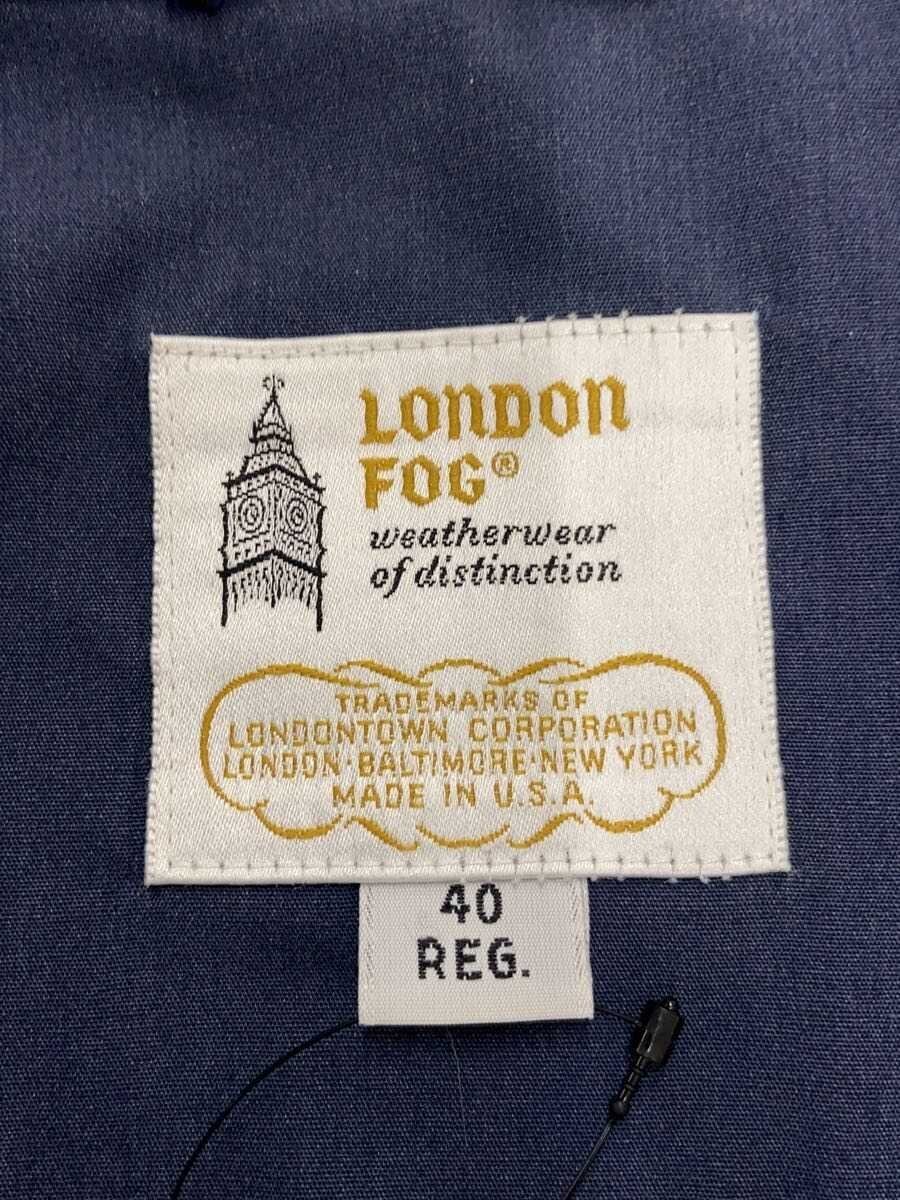 LONDON
FOG®
weatherwear
of distinction
TRADEMARKS OF
LONDONTOWN CORPORATION
LONDON·BALTIMORE·NEW YORK
MADE IN U.S.A.
40
REG.